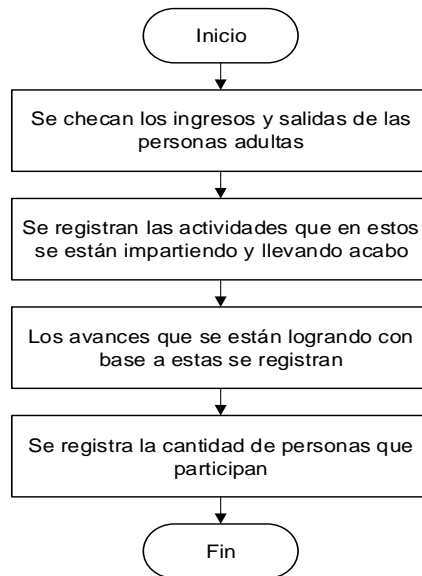 Inicio
Se checan los ingresos y salidas de las
personas adultas
Se registran las actividades que en estos
se están impartiendo y llevando acabo
Los avances que se están logrando con
base a estas se registran
Se registra la cantidad de personas que
participan
Fin